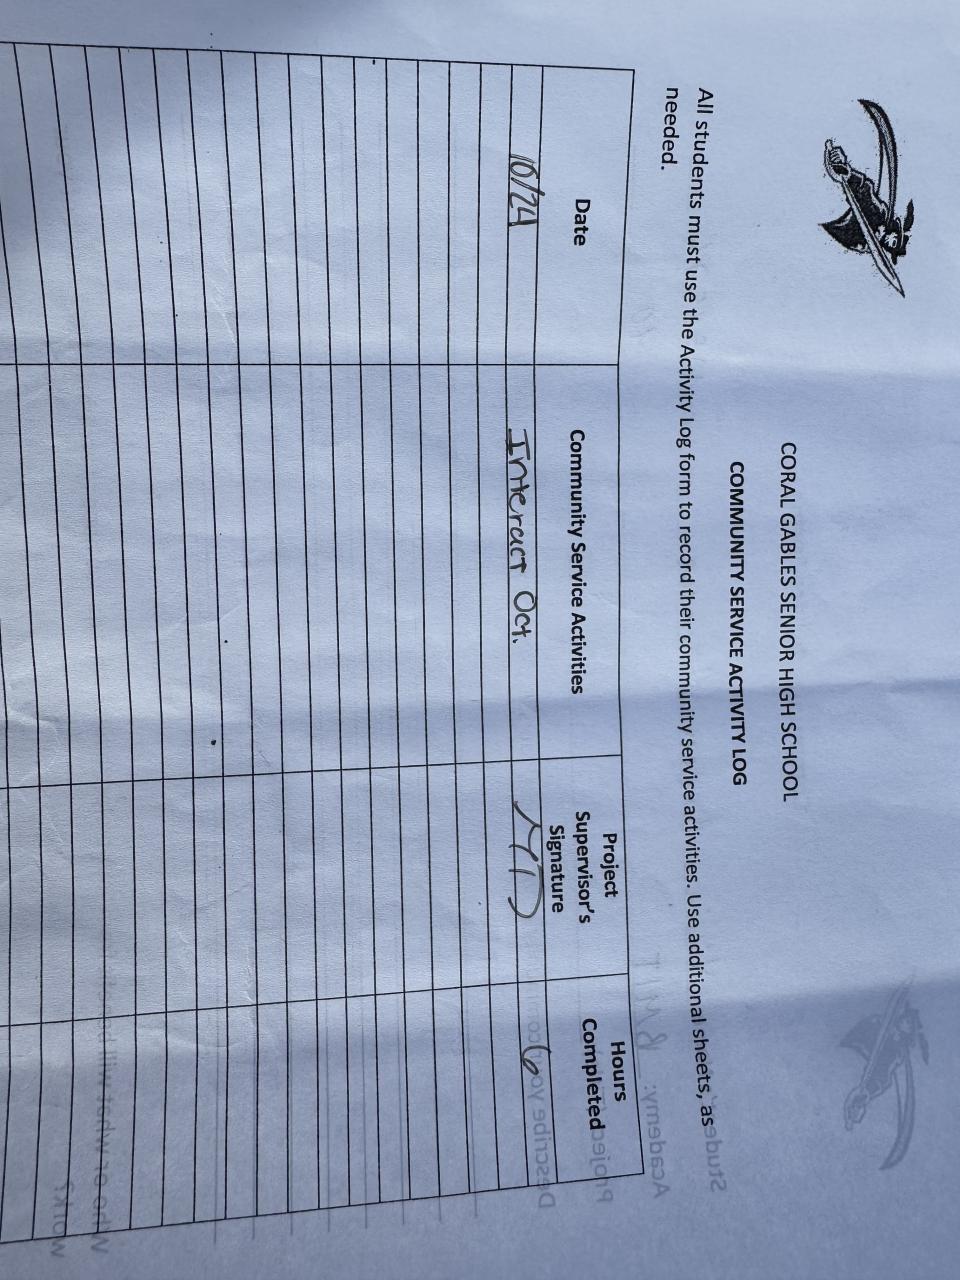 CORAL GABLES SENIOR HIGH SCHOOL
COMMUNITY SERVICE ACTIVITY LOG
All students must use the Activity Log form to record their community service activities. Use additional sheets, as
needed.
Date
Community Service Activities
Project
Supervisor's
Signature
Hours
Completed
10/24
Interact Oct.
6